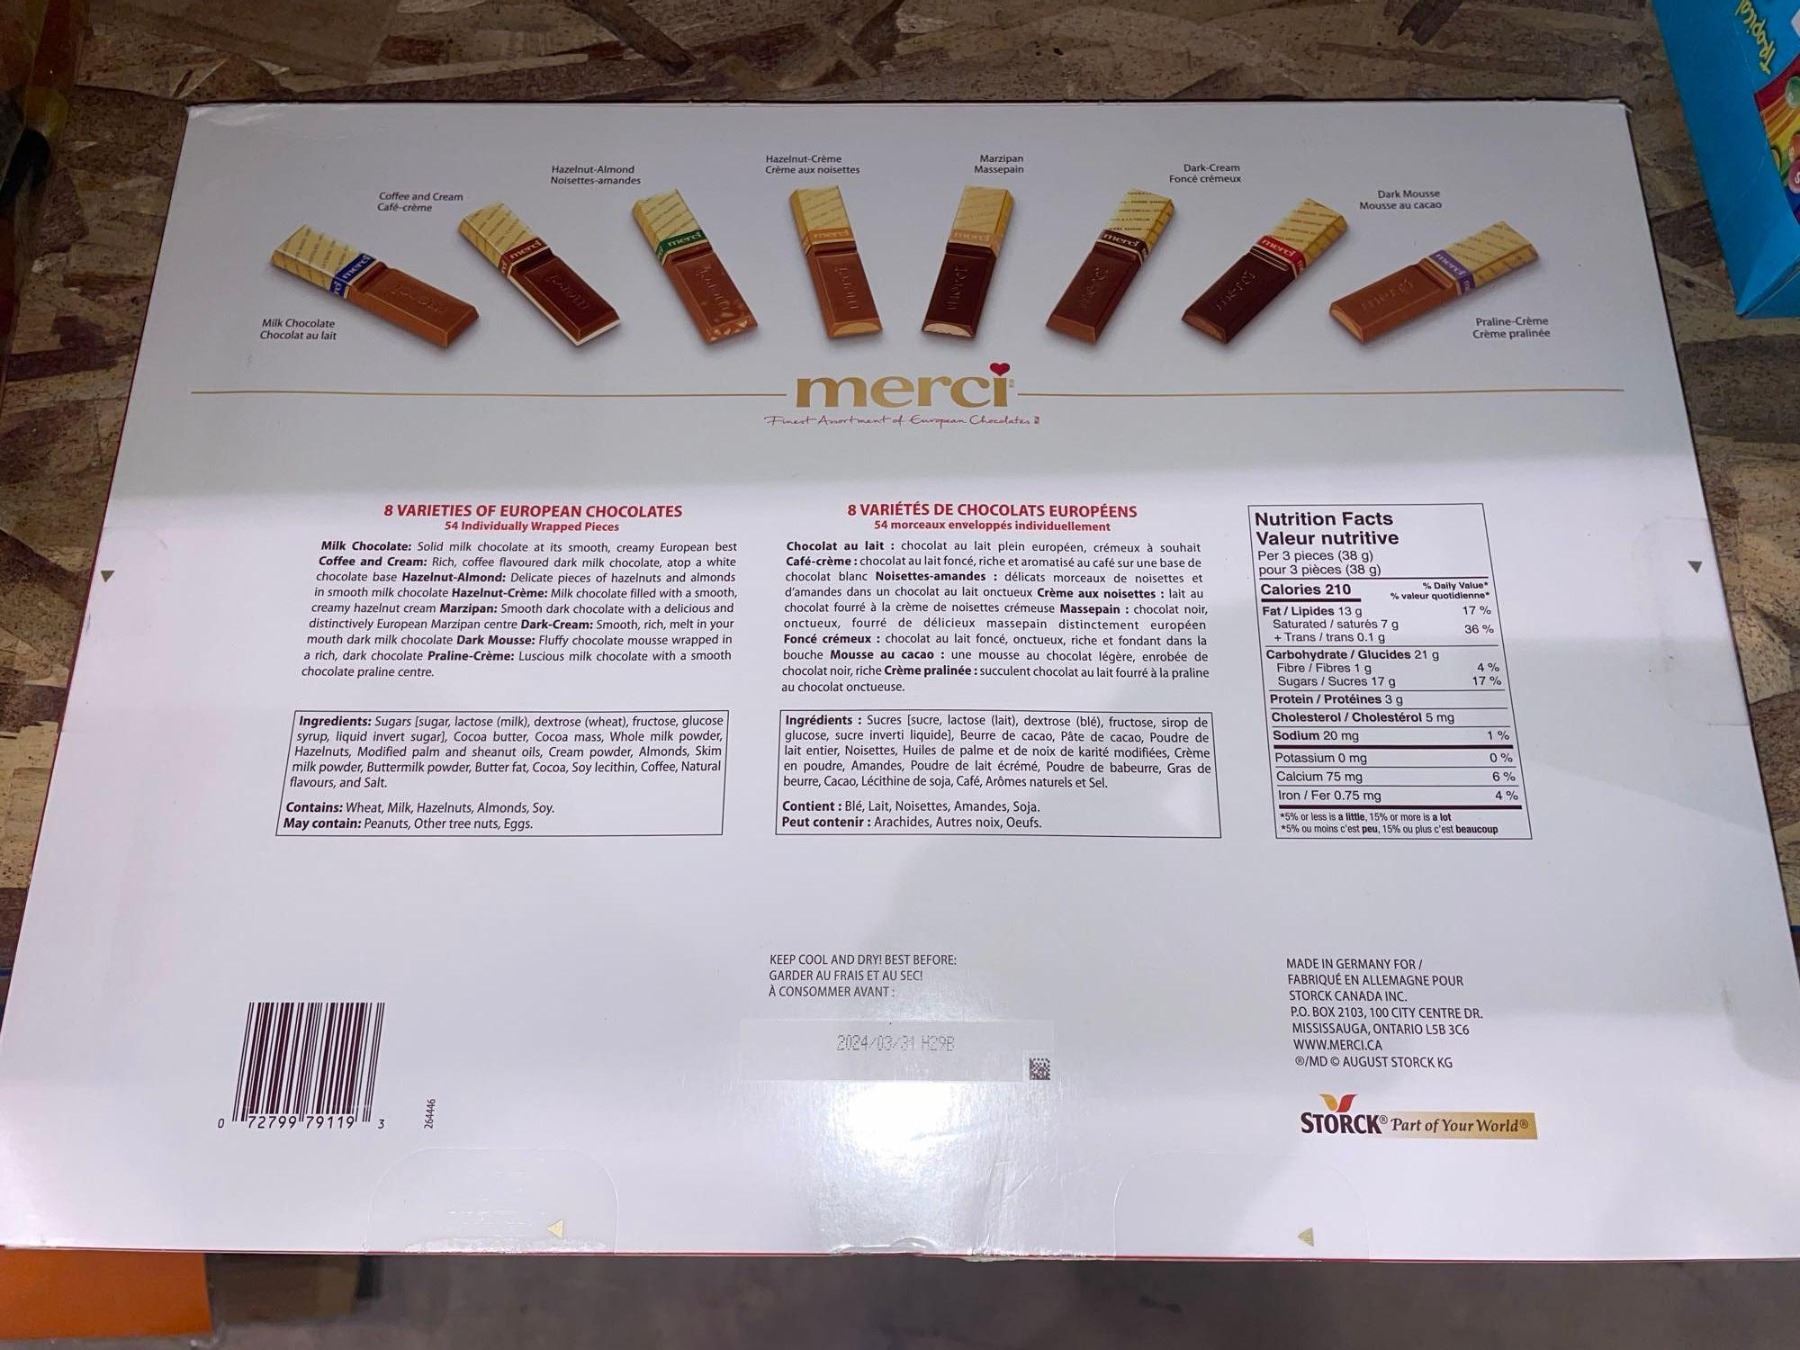 Tropical
Hazelnut-Crème
Crème aux noisettes
Marzipan
Massepain
Hazelnut-Almond
Noisettes-amandes
Dark-Cream
Foncé crémeux
Coffee and Cream
Café-crème
Dark Mousse
Mousse au cacao
merci
merci
merci
merci
merci
merci
merci
merci
Milk Chocolate
Chocolat au lait
Praline-Crème
Crème pralinée
merci
Finest Assortment of European Chocolates
8 VARIETIES OF EUROPEAN CHOCOLATES
54 Individually Wrapped Pieces
Milk Chocolate: Solid milk chocolate at its smooth, creamy European best
Coffee and Cream: Rich, coffee flavoured dark milk chocolate, atop a white
chocolate base Hazelnut-Almond: Delicate pieces of hazelnuts and almonds
in smooth milk chocolate Hazelnut-Crème: Milk chocolate filled with a smooth,
creamy hazelnut cream Marzipan: Smooth dark chocolate with a delicious and
distinctively European Marzipan centre Dark-Cream: Smooth, rich, melt in your
mouth dark milk chocolate Dark Mousse: Fluffy chocolate mousse wrapped in
a rich, dark chocolate Praline-Crème: Luscious milk chocolate with a smooth
chocolate praline centre.
Ingredients: Sugars [sugar, lactose (milk), dextrose (wheat), fructose, glucose
syrup, liquid invert sugar], Cocoa butter, Cocoa mass, Whole milk powder,
Hazelnuts, Modified palm and sheanut oils, Cream powder, Almonds, Skim
milk powder, Buttermilk powder, Butter fat, Cocoa, Soy lecithin, Coffee, Natural
flavours, and Salt.
Contains: Wheat, Milk, Hazelnuts, Almonds, Soy.
May contain: Peanuts, Other tree nuts, Eggs.
8 VARIÉTÉS DE CHOCOLATS EUROPÉENS
54 morceaux enveloppés individuellement
Chocolat au lait : chocolat au lait plein européen, crémeux à souhait
Café-crème : chocolat au lait foncé, riche et aromatisé au café sur une base de
chocolat blanc Noisettes-amandes : délicats morceaux de noisettes et
d'amandes dans un chocolat au lait onctueux Crème aux noisettes : lait au
chocolat fourré à la crème de noisettes crémeuse Massepain : chocolat noir,
onctueux, fourré de délicieux massepain distinctement européen
Foncé crémeux : chocolat au lait foncé, onctueux, riche et fondant dans la
bouche Mousse au cacao : une mousse au chocolat légère, enrobée de
chocolat noir, riche Crème pralinée : succulent chocolat au lait fourré à la praline
au chocolat onctueuse.
Ingrédients : Sucres [sucre, lactose (lait), dextrose (blé), fructose, sirop de
glucose, sucre inverti liquide], Beurre de cacao, Pâte de cacao, Poudre de
lait entier, Noisettes, Huiles de palme et de noix de karité modifiées, Crème
en poudre, Amandes, Poudre de lait écrémé, Poudre de babeurre, Gras de
beurre, Cacao, Lécithine de soja, Café, Arômes naturels et Sel.
Contient : Blé, Lait, Noisettes, Amandes, Soja.
Peut contenir : Arachides, Autres noix, Oeufs.
Nutrition Facts
Valeur nutritive
Per 3 pieces (38 g)
pour 3 pièces (38 g)
Calories 210
% Daily Value*
% valeur quotidienne*
Fat / Lipides 13 g 17 %
Saturated / saturés 7 g
+ Trans / trans 0.1 g 36 %
Carbohydrate / Glucides 21 g
Fibre / Fibres 1 g 4 %
Sugars / Sucres 17 g 17 %
Protein / Protéines 3 g
Cholesterol / Cholestérol 5 mg
Sodium 20 mg 1 %
Potassium 0 mg 0 %
Calcium 75 mg 6 %
Iron / Fer 0.75 mg 4 %
*5% or less is a little, 15% or more is a lot
*5% ou moins c'est peu, 15% ou plus c'est beaucoup
KEEP COOL AND DRY! BEST BEFORE:
GARDER AU FRAIS ET AU SEC!
À CONSOMMER AVANT :
2024/03/31 H29B
MADE IN GERMANY FOR /
FABRIQUÉ EN ALLEMAGNE POUR
STORCK CANADA INC.
P.O. BOX 2103, 100 CITY CENTRE DR.
MISSISSAUGA, ONTARIO L5B 3C6
WWW.MERCI.CA
®/MD © AUGUST STORCK KG
STORCK® Part of Your World®
0 72799 79119 3
264446